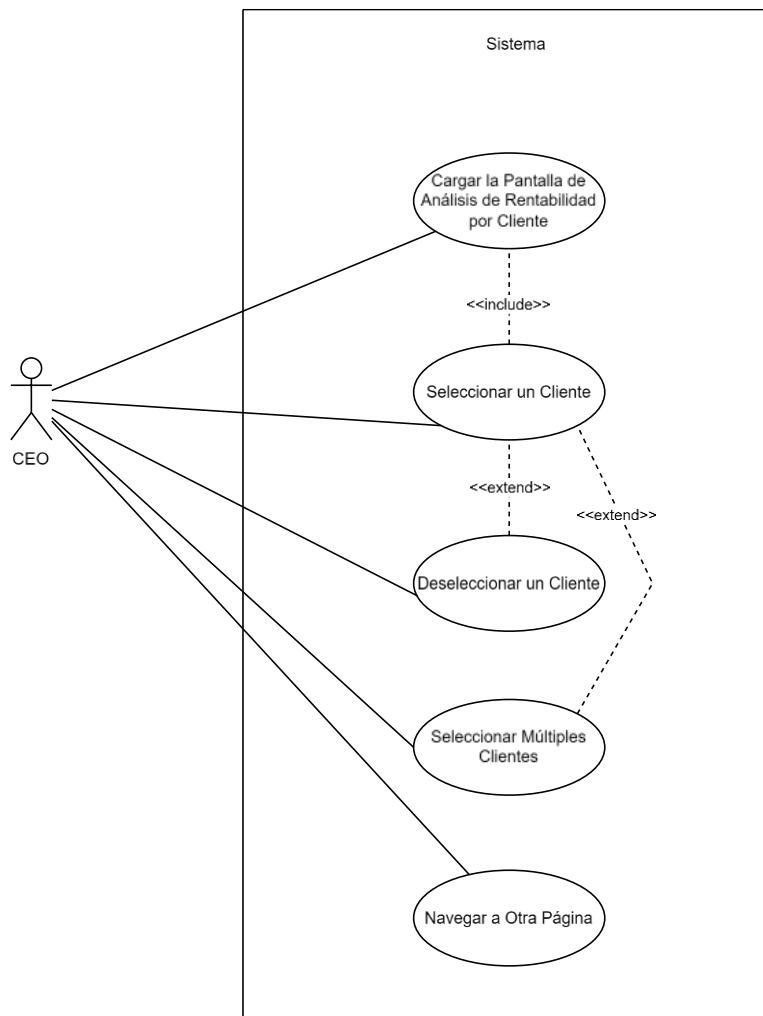 Sistema
Cargar la Pantalla de
Análisis de Rentabilidad
por Cliente
<<include>>
Seleccionar un Cliente
CEO
<<extend>>
<<extend>>
Deseleccionar un Cliente
Seleccionar Múltiples
Clientes
Navegar a Otra Página